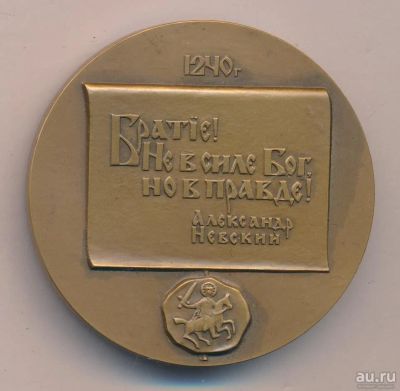 1240г
Братіе!
Не в силе Бог,
но в правде!
Александр
Невский
au.ru